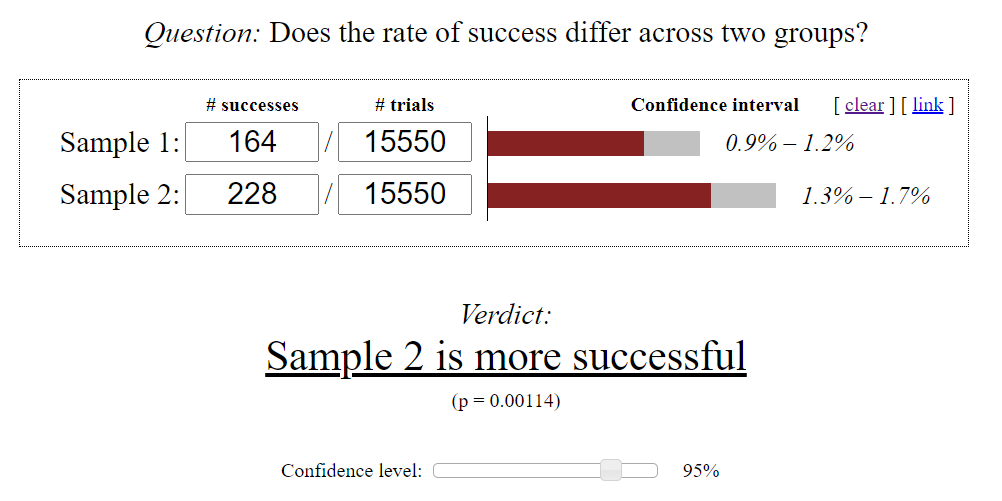 Question: Does the rate of success differ across two groups?
# successes # trials Confidence interval [ clear ] [ link ]
Sample 1: 164 / 15550 0.9% – 1.2%
Sample 2: 228 / 15550 1.3% – 1.7%
Verdict:
Sample 2 is more successful
(p = 0.00114)
Confidence level: 95%